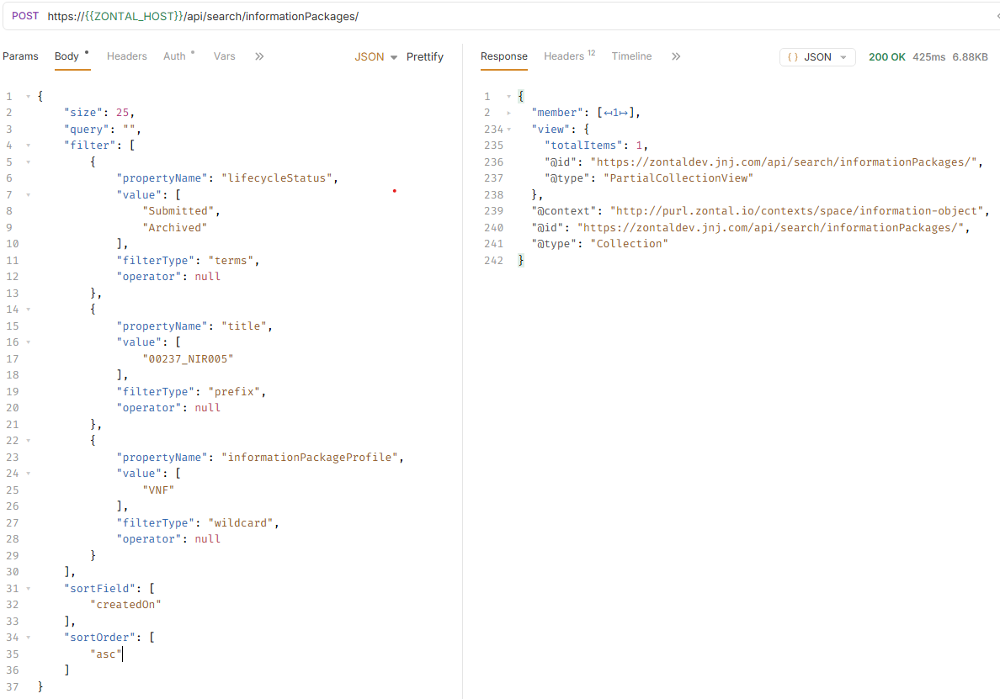 POST https://{{ZONTAL_HOST}}/api/search/informationPackages/
Params Body Headers Auth Vars >> JSON Prettify
1 {
2 "size": 25,
3 "query": "",
4 "filter": [
5 {
6 "propertyName": "lifecycleStatus",
7 "value": [
8 "Submitted",
9 "Archived"
10 ],
11 "filterType": "terms",
12 "operator": null
13 },
14 {
15 "propertyName": "title",
16 "value": [
17 "00237_NIR005"
18 ],
19 "filterType": "prefix",
20 "operator": null
21 },
22 {
23 "propertyName": "informationPackageProfile",
24 "value": [
25 "VNF"
26 ],
27 "filterType": "wildcard",
28 "operator": null
29 }
30 ],
31 "sortField": [
32 "createdOn"
33 ],
34 "sortOrder": [
35 "asc"
36 ]
37 }
Response Headers 12 Timeline >> { } JSON 200 OK 425ms 6.88KB
1 {
2 "member": [↤1↦],
234 "view": {
235 "totalItems": 1,
236 "@id": "https://zontaldev.jnj.com/api/search/informationPackages/",
237 "@type": "PartialCollectionView"
238 },
239 "@context": "http://purl.zontal.io/contexts/space/information-object",
240 "@id": "https://zontaldev.jnj.com/api/search/informationPackages/",
241 "@type": "Collection"
242 }